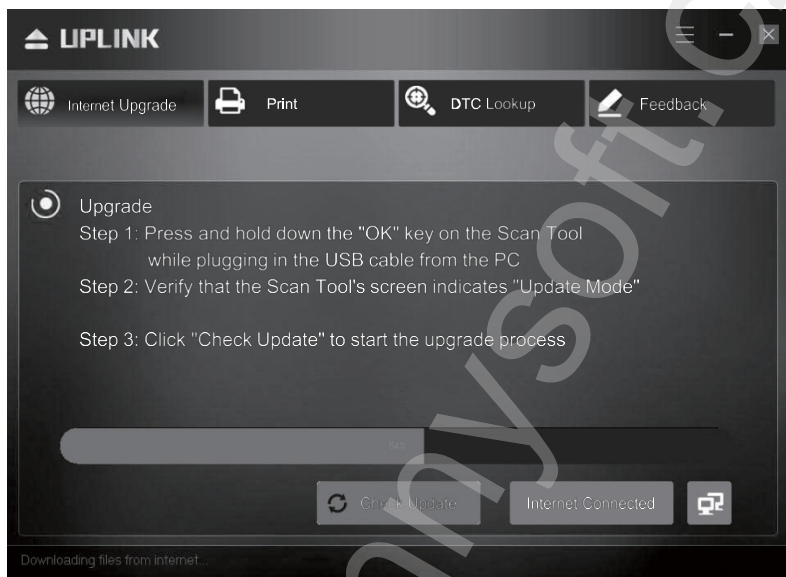 UPLINK
Internet Upgrade
Print
DTC Lookup
Feedback
Upgrade
Step 1: Press and hold down the "OK" key on the Scan Tool
while plugging in the USB cable from the PC
Step 2: Verify that the Scan Tool's screen indicates "Update Mode"
Step 3: Click "Check Update" to start the upgrade process
Check Update
Internet Connected
Downloading files from internet...